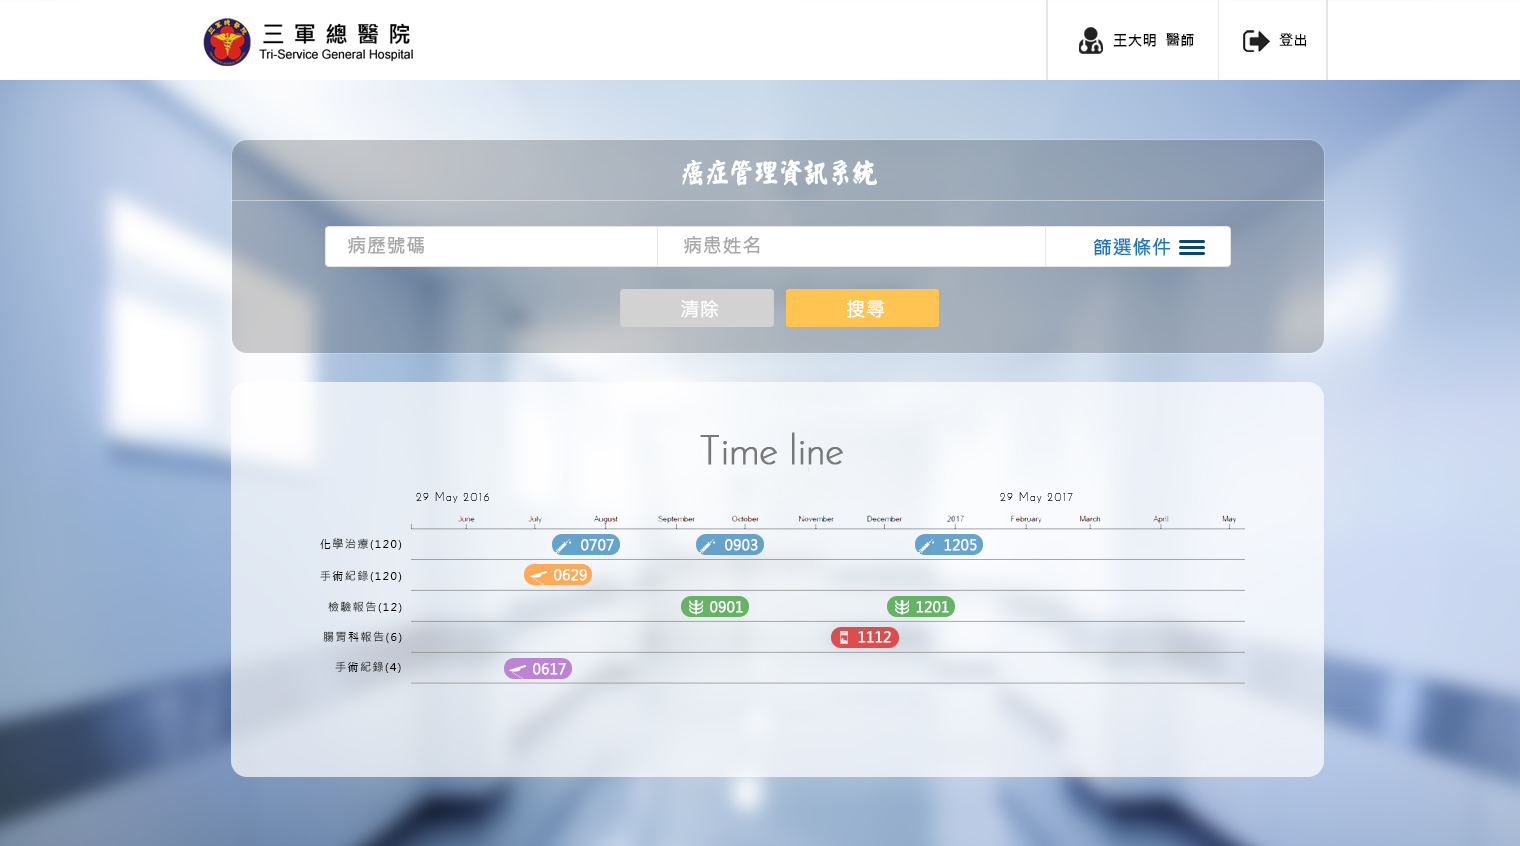 三軍總醫院
Tri-Service General Hospital
王大明 醫師
登出
癌症管理資訊系統
病歷號碼
病患姓名
篩選條件
清除
搜尋
Time line
29 May 2016
29 May 2017
June July August September October November December 2017 February March April May
化學治療(120) 0707 0903 1205
手術紀錄(120) 0629
檢驗報告(12) 0901 1201
腸胃科報告(6) 1112
手術紀錄(4) 0617